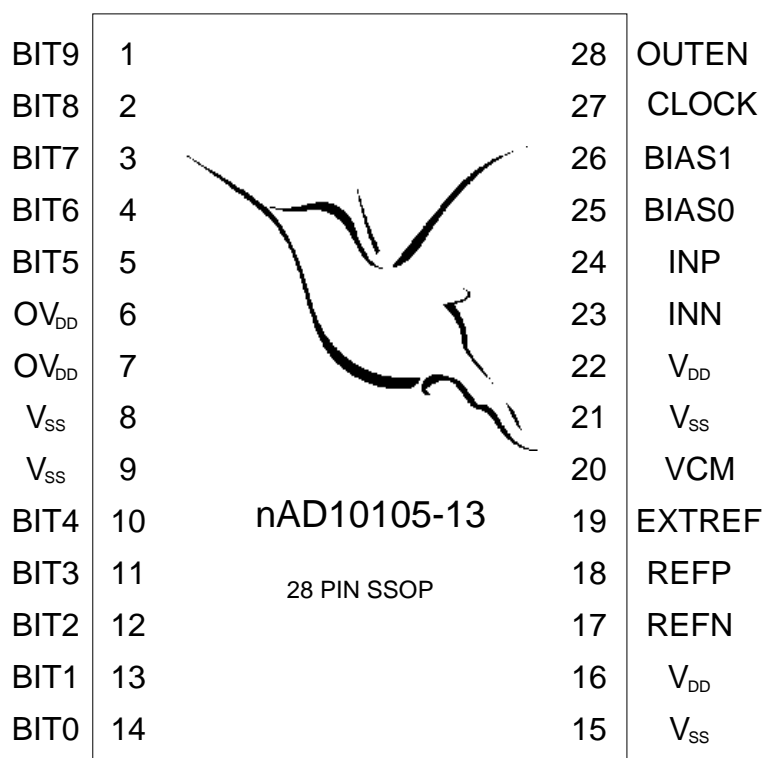 BIT9 1 28 OUTEN
BIT8 2 27 CLOCK
BIT7 3 26 BIAS1
BIT6 4 25 BIAS0
BIT5 5 24 INP
OVDD 6 23 INN
OVDD 7 22 VDD
VSS 8 21 VSS
VSS 9 20 VCM
BIT4 10 nAD10105-13 19 EXTREF
BIT3 11 28 PIN SSOP 18 REFP
BIT2 12 17 REFN
BIT1 13 16 VDD
BIT0 14 15 VSS